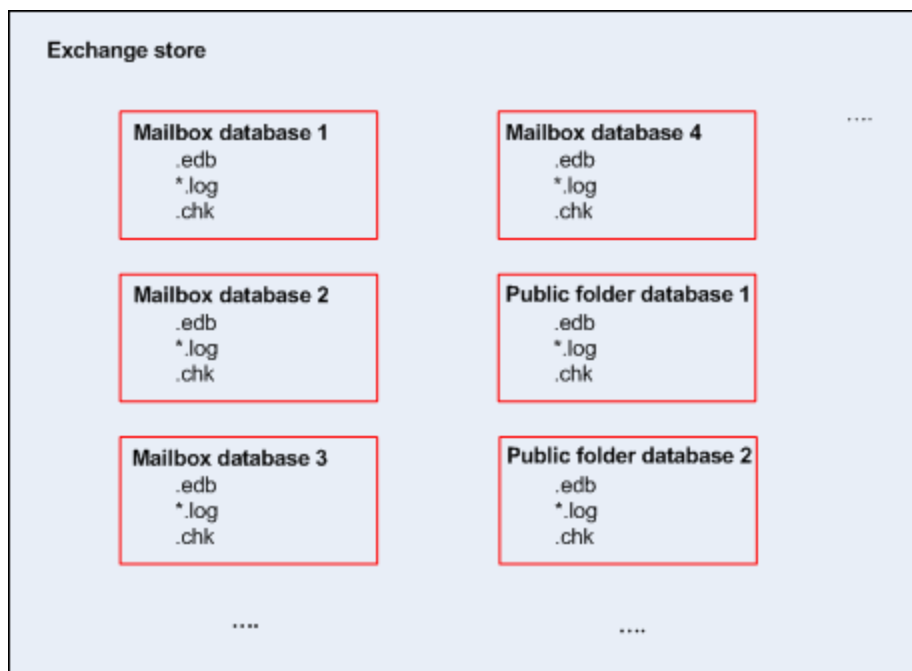 Exchange store
Mailbox database 1
.edb
*.log
.chk
Mailbox database 2
.edb
*.log
.chk
Mailbox database 3
.edb
*.log
.chk
....
Mailbox database 4
.edb
*.log
.chk
Public folder database 1
.edb
*.log
.chk
Public folder database 2
.edb
*.log
.chk
....
....